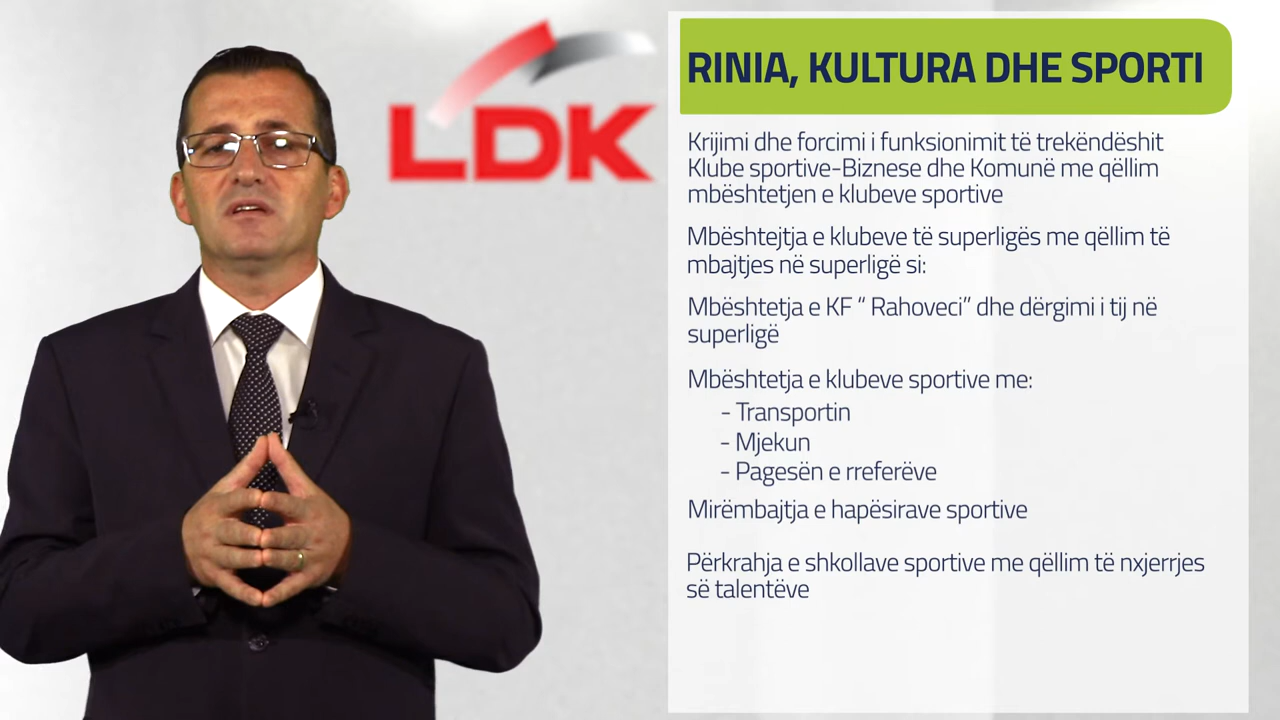 LDK
RINIA, KULTURA DHE SPORTI
Krijimi dhe forcimi i funksionimit të trekëndëshit
Klube sportive-Biznese dhe Komunë me qëllim
mbështetjen e klubeve sportive
Mbështejtja e klubeve të superligës me qëllim të
mbajtjes në superligë si:
Mbështetja e KF “ Rahoveci” dhe dërgimi i tij në
superligë
Mbështetja e klubeve sportive me:
- Transportin
- Mjekun
- Pagesën e rreferëve
Mirëmbajtja e hapësirave sportive
Përkrahja e shkollave sportive me qëllim të nxjerrjes
së talentëve